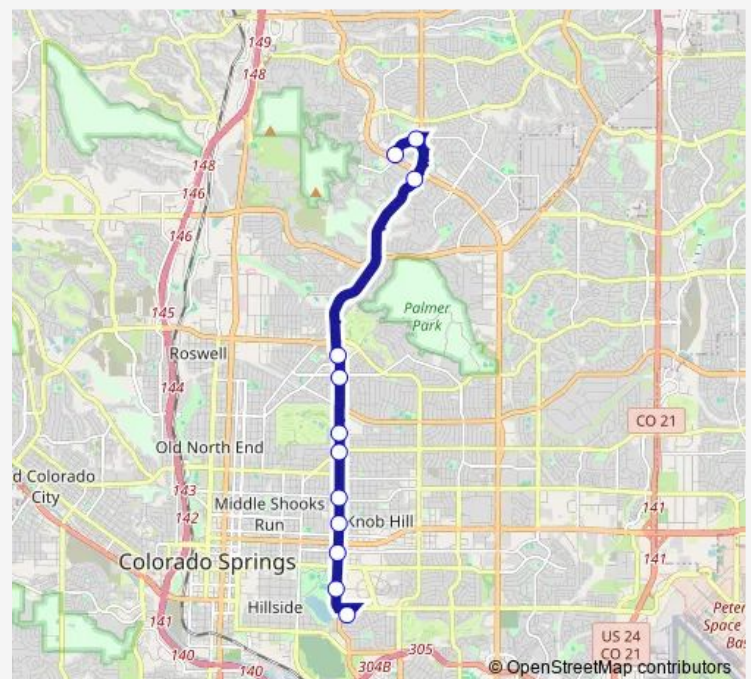 149
148
148
146
146
145
Palmer
Park
Roswell
144
CO 21
Old North End
d Colorado
City
143
142
Middle Shooks
Run
Knob Hill
141
141
Colorado Springs
Hillside
141
140
140
305
304B
US 24
CO 21
Peter
Space
Bas
© OpenStreetMap contributors